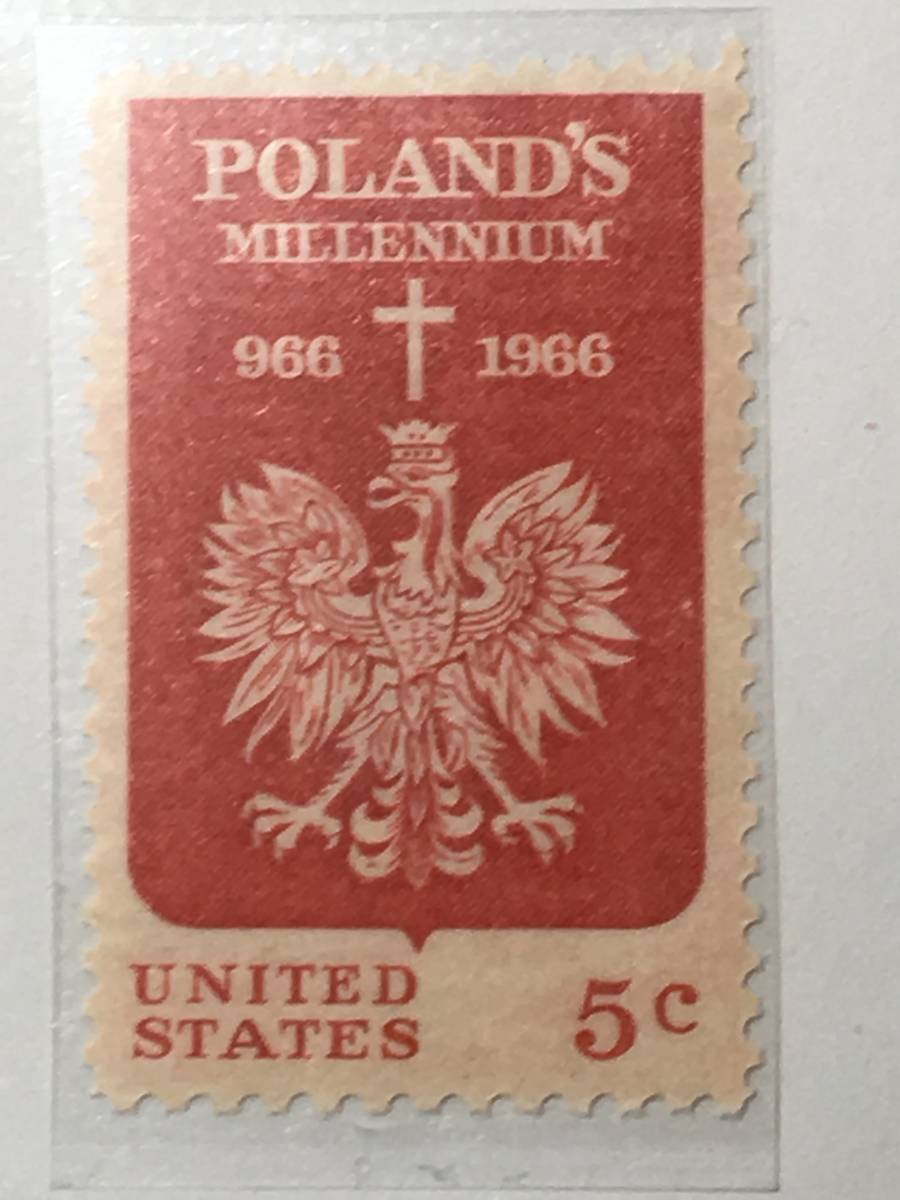 POLAND'S
MILLENNIUM
966 1966
UNITED
STATES
5c